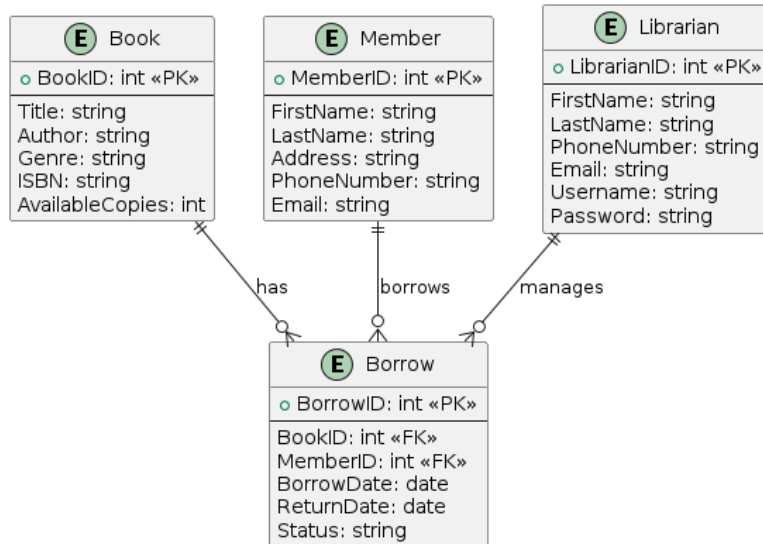 E Book
BookID: int «PK»
Title: string
Author: string
Genre: string
ISBN: string
AvailableCopies: int
E Member
MemberID: int «PK»
FirstName: string
LastName: string
Address: string
PhoneNumber: string
Email: string
E Librarian
LibrarianID: int «PK»
FirstName: string
LastName: string
PhoneNumber: string
Email: string
Username: string
Password: string
has
borrows
manages
E Borrow
BorrowID: int «PK»
BookID: int «FK»
MemberID: int «FK»
BorrowDate: date
ReturnDate: date
Status: string